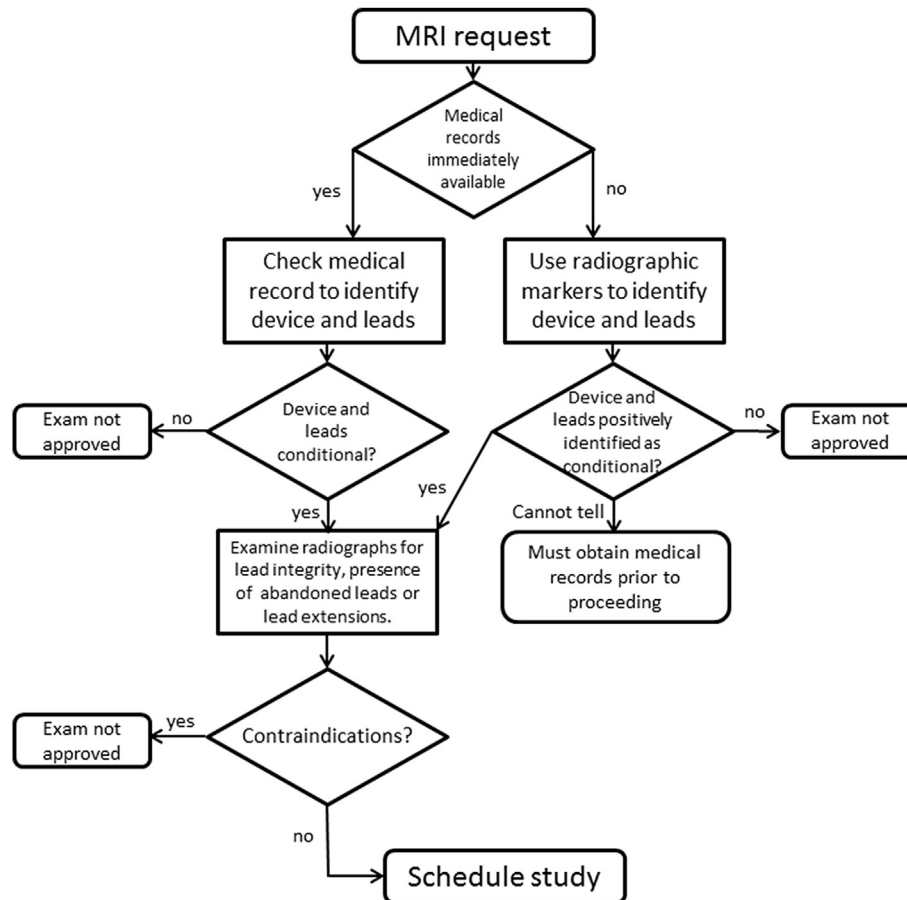 MRI request
Medical
records
immediately
available
yes
no
Check medical
record to identify
device and leads
Use radiographic
markers to identify
device and leads
Exam not
approved
no
Device and
leads
conditional?
Device and
leads positively
identified as
conditional?
no
Exam not
approved
yes
yes
Cannot tell
Examine radiographs for
lead integrity, presence
of abandoned leads or
lead extensions.
Must obtain medical
records prior to
proceeding
Exam not
approved
yes
Contraindications?
no
Schedule study